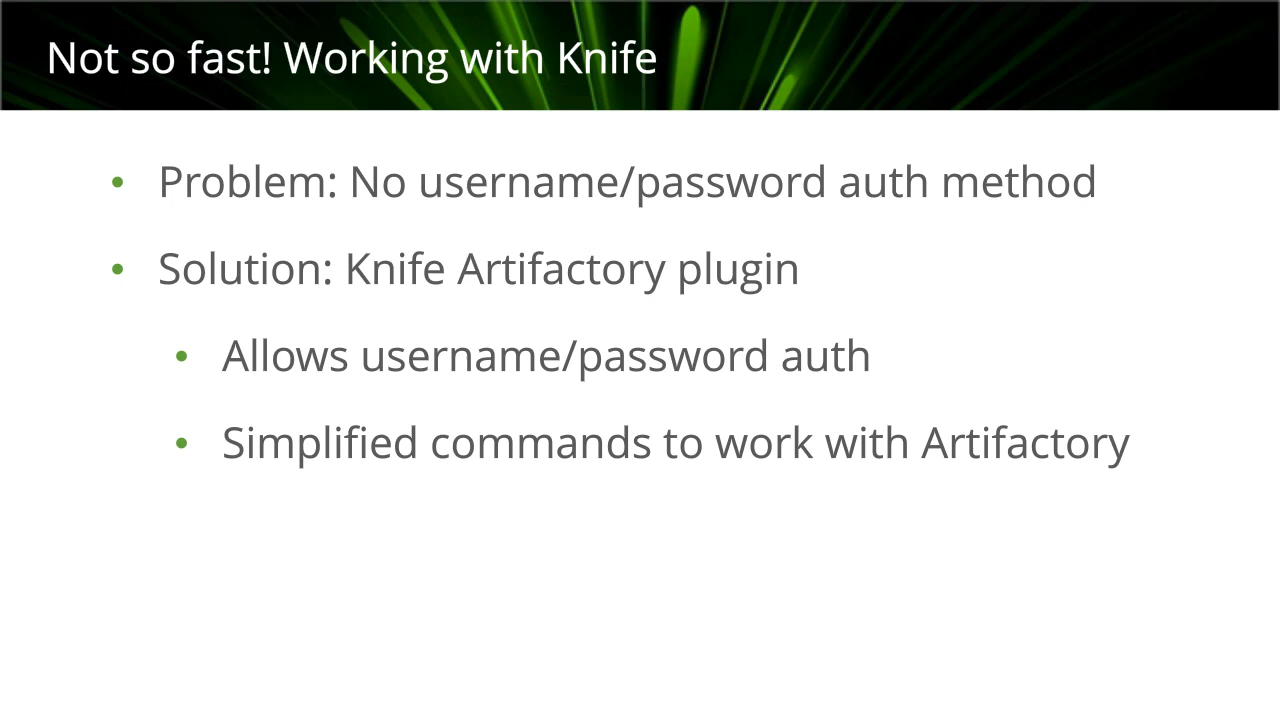 Not so fast! Working with Knife
• Problem: No username/password auth method
• Solution: Knife Artifactory plugin
• Allows username/password auth
• Simplified commands to work with Artifactory